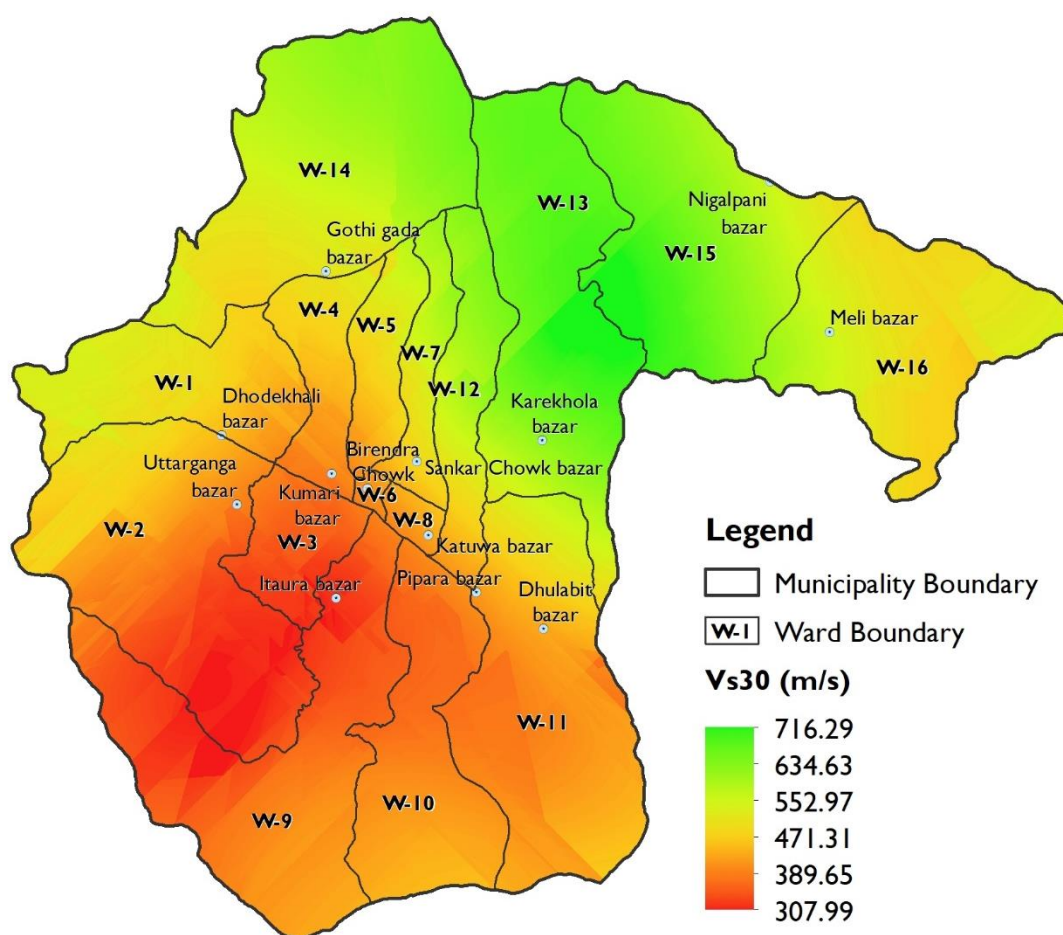 W-14
W-13
Nigalpani
bazar
Gothi gada
bazar
W-15
W-4
W-5
Meli bazar
W-7
W-16
W-1
W-12
Dhodekhali
bazar
Karekhola
bazar
Birendra
Chowk
Sankar Chowk bazar
Uttarganga
bazar
Kumari
bazar
W-6
W-8
W-2
W-3
Katuwa bazar
Itaura bazar
Pipara bazar
Dhulabit
bazar
W-11
W-10
W-9
Legend
Municipality Boundary
W-1 Ward Boundary
Vs30 (m/s)
716.29
634.63
552.97
471.31
389.65
307.99